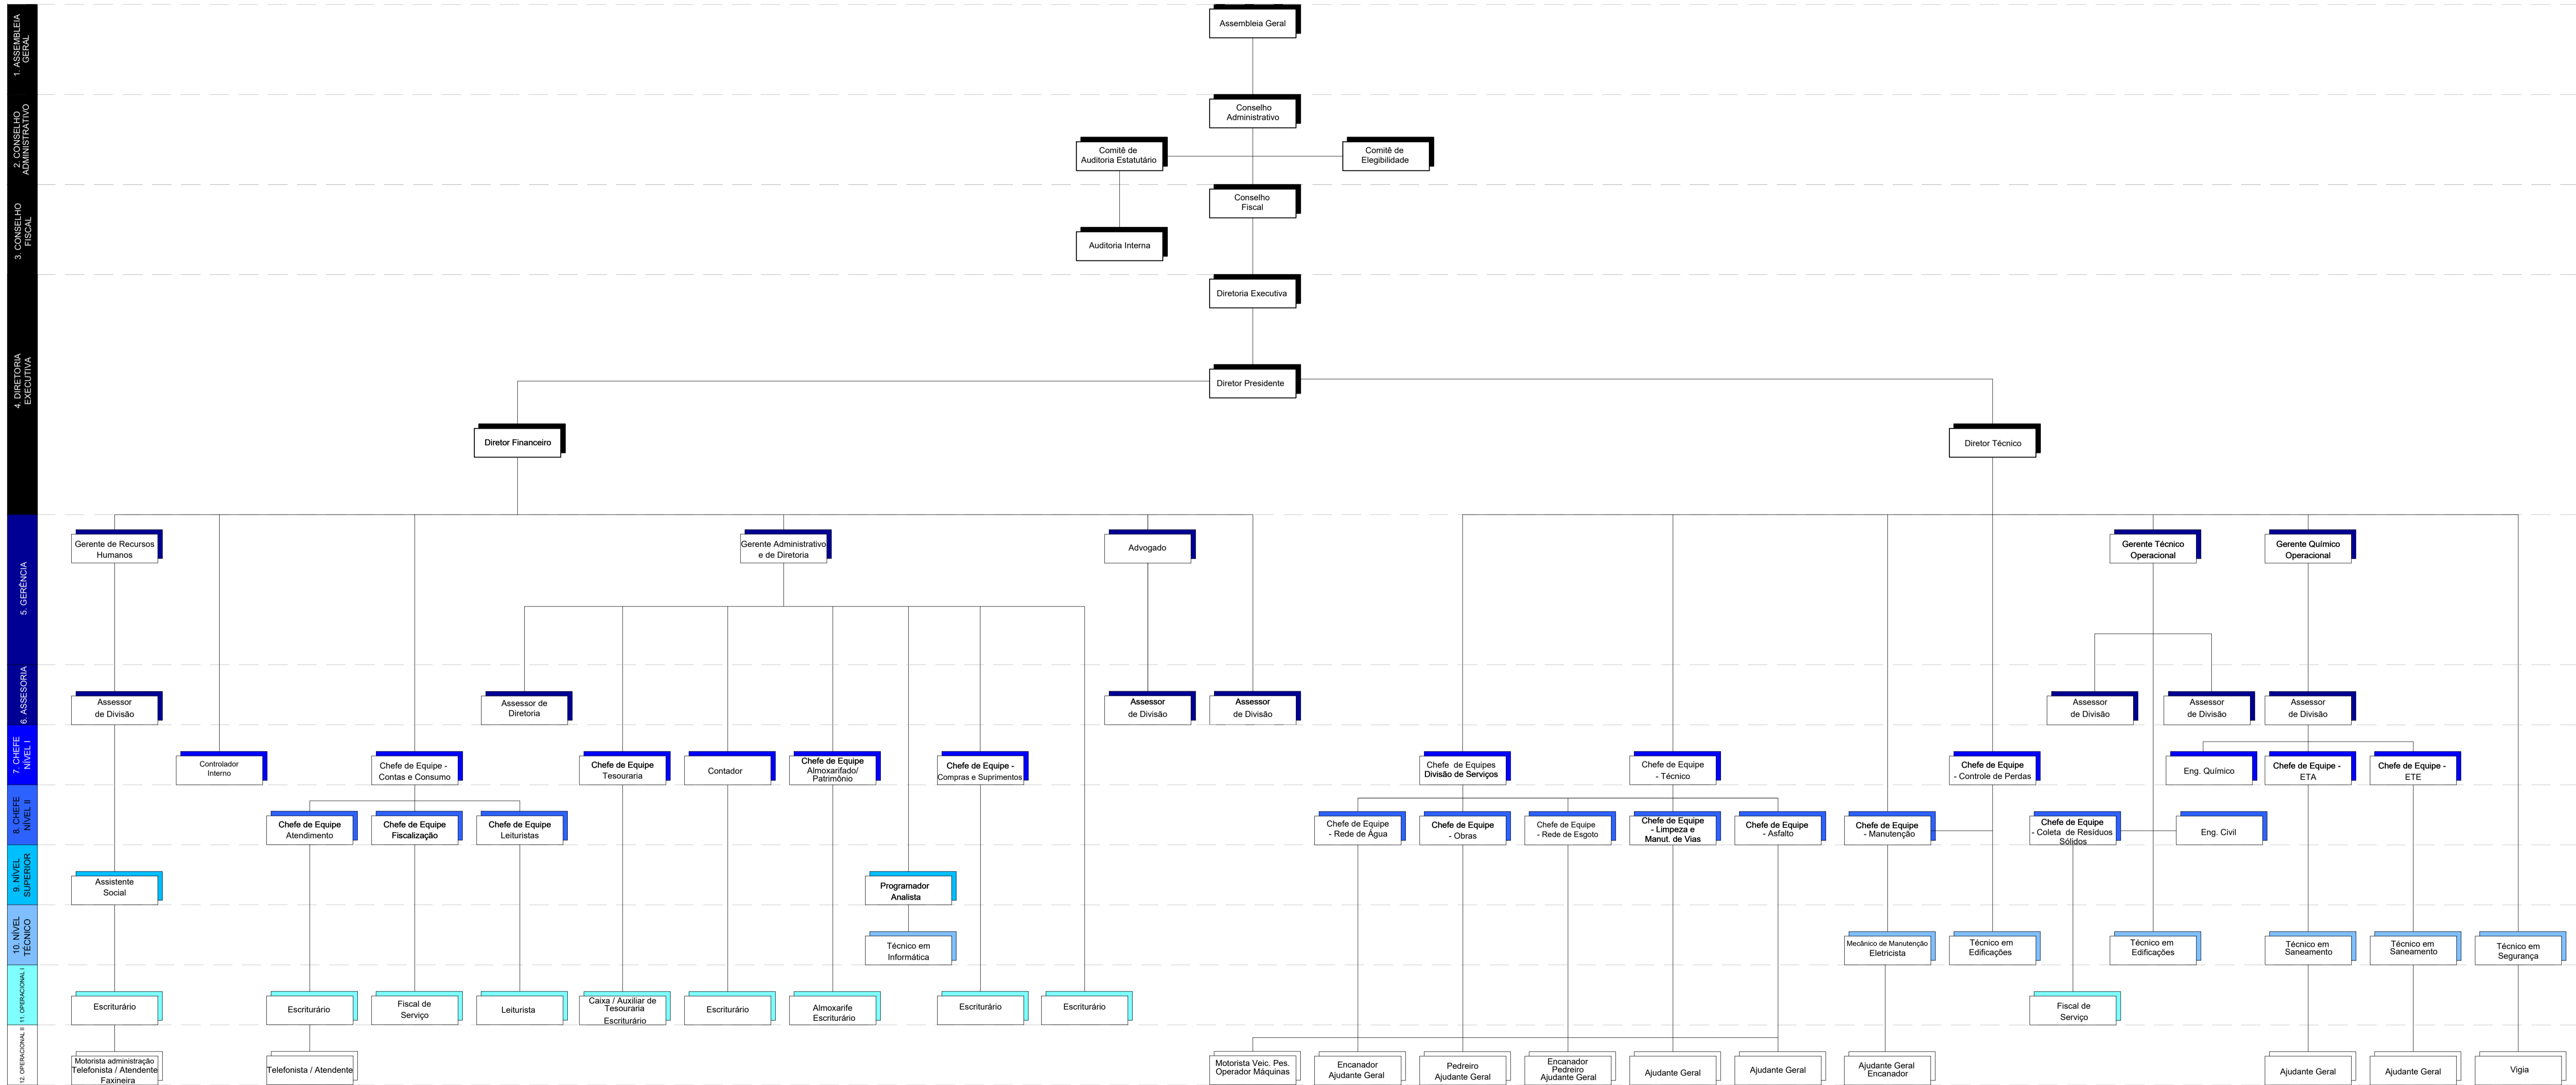 1. ASSEMBLEIA
GERAL
2. CONSELHO
ADMINISTRATIVO
3. CONSELHO
FISCAL
4. DIRETORIA
EXECUTIVA
5. GERÊNCIA
6. ASSESORIA
7. CHEFE
NÍVEL I
8. CHEFE
NÍVEL II
9. NÍVEL
SUPERIOR
10. NÍVEL
TÉCNICO
11. OPERACIONAL I
12. OPERACIONAL II
Assembleia Geral
Conselho
Administrativo
Comitê de
Auditoria Estatutário
Comitê de
Elegibilidade
Conselho
Fiscal
Auditoria Interna
Diretoria Executiva
Diretor Presidente
Diretor Financeiro
Diretor Técnico
Gerente de Recursos
Humanos
Gerente Administrativo
e de Diretoria
Advogado
Gerente Técnico
Operacional
Gerente Químico
Operacional
Assessor
de Divisão
Assessor de
Diretoria
Assessor
de Divisão
Assessor
de Divisão
Assessor
de Divisão
Assessor
de Divisão
Assessor
de Divisão
Controlador
Interno
Chefe de Equipe -
Contas e Consumo
Chefe de Equipe
Tesouraria
Contador
Chefe de Equipe
Almoxarifado/
Patrimônio
Chefe de Equipe -
Compras e Suprimentos
Chefe de Equipes
Divisão de Serviços
Chefe de Equipe
- Técnico
Chefe de Equipe
- Controle de Perdas
Eng. Químico
Chefe de Equipe -
ETA
Chefe de Equipe -
ETE
Chefe de Equipe
Atendimento
Chefe de Equipe
Fiscalização
Chefe de Equipe
Leituristas
Chefe de Equipe
- Rede de Água
Chefe de Equipe
- Obras
Chefe de Equipe
- Rede de Esgoto
Chefe de Equipe
- Limpeza e
Manut. de Vias
Chefe de Equipe
- Asfalto
Chefe de Equipe
- Manutenção
Chefe de Equipe
- Coleta de Resíduos
Sólidos
Eng. Civil
Assistente
Social
Programador
Analista
Técnico em
Informática
Mecânico de Manutenção
Eletricista
Técnico em
Edificações
Técnico em
Edificações
Técnico em
Saneamento
Técnico em
Saneamento
Técnico em
Segurança
Escriturário
Escriturário
Fiscal de
Serviço
Leiturista
Caixa / Auxiliar de
Tesouraria
Escriturário
Escriturário
Almoxarife
Escriturário
Escriturário
Escriturário
Fiscal de
Serviço
Motorista administração
Telefonista / Atendente
Faxineira
Telefonista / Atendente
Motorista Veic. Pes.
Operador Máquinas
Encanador
Ajudante Geral
Pedreiro
Ajudante Geral
Encanador
Pedreiro
Ajudante Geral
Ajudante Geral
Ajudante Geral
Ajudante Geral
Encanador
Ajudante Geral
Ajudante Geral
Vigia